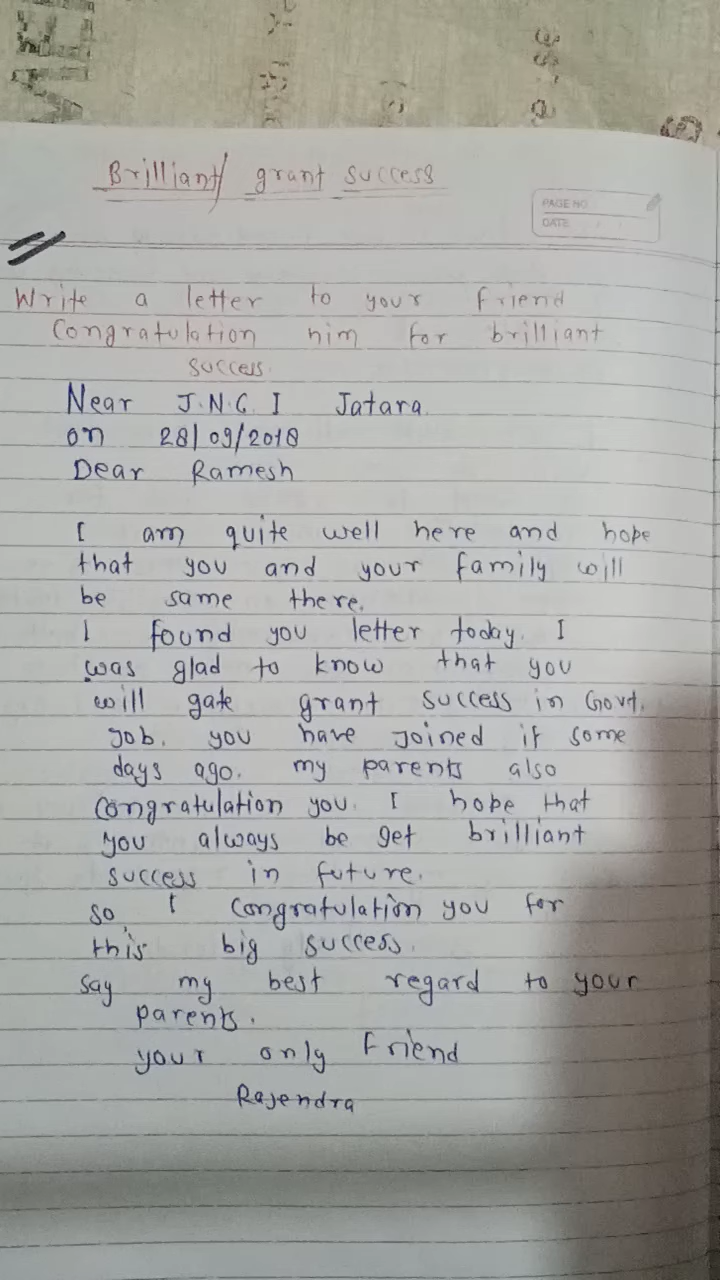 Brilliant/ grant success
PAGE NO
DATE
Write a letter to your friend
Congratulation him for brilliant
success
Near J.N.C.I Jatara
on 28/09/2018
Dear Ramesh
I am quite well here and hope
that you and your family will
be same there.
I found you letter today. I
was glad to know that you
will gate grant success in Govt.
Job. you have Joined it some
days ago. my parents also
congratulation you. I hope that
you always be get brilliant
success in future.
so, I congratulation you for
this big success.
say my best regard to your
parents.
your only Friend
Rajendra